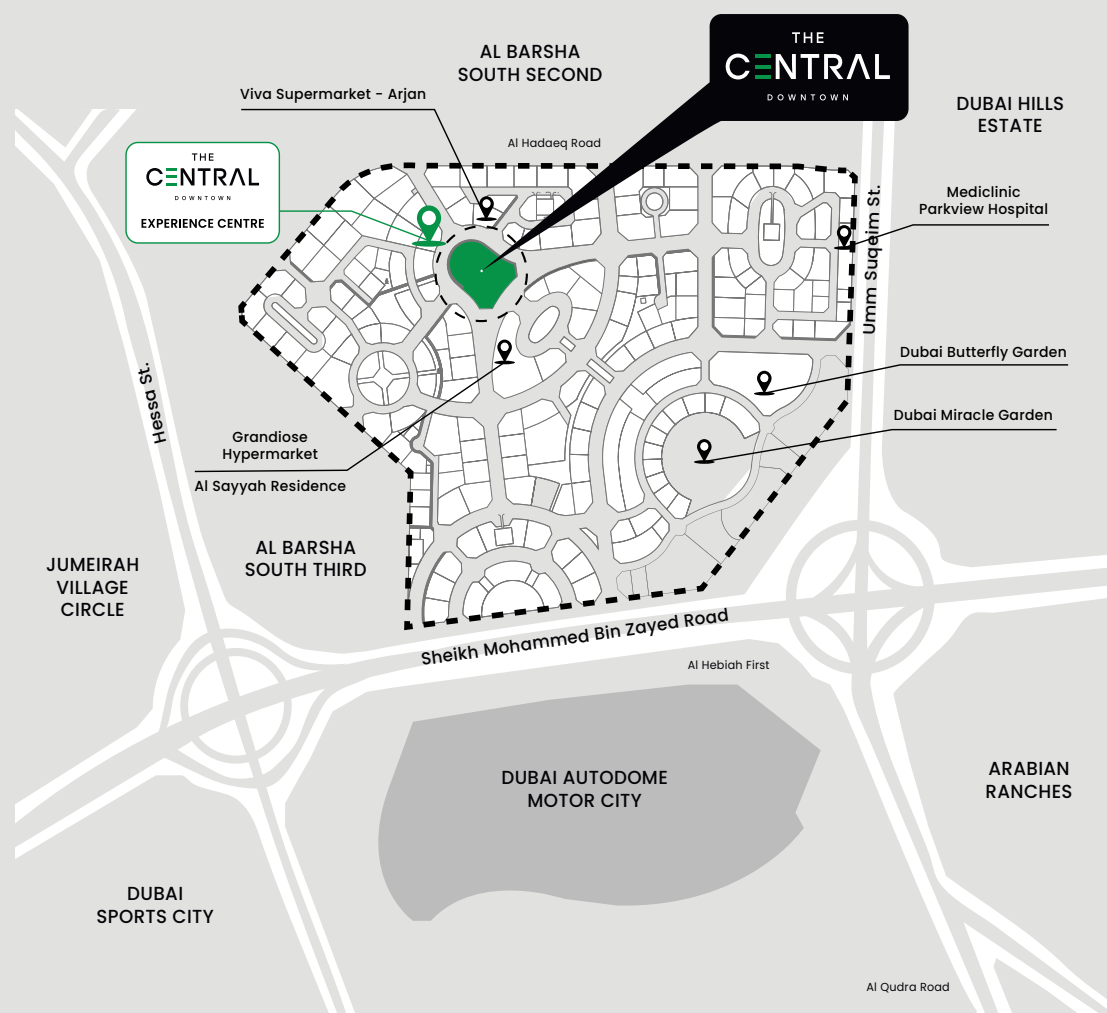 THE
CENTRAL
DOWNTOWN
AL BARSHA
SOUTH SECOND
Viva Supermarket - Arjan
DUBAI HILLS
ESTATE
Al Hadaeq Road
THE
CENTRAL
DOWNTOWN
EXPERIENCE CENTRE
Mediclinic
Parkview Hospital
Umm Suqeim St.
Dubai Butterfly Garden
Hessa St.
Dubai Miracle Garden
Grandiose
Hypermarket
Al Sayyah Residence
AL BARSHA
SOUTH THIRD
JUMEIRAH
VILLAGE
CIRCLE
Sheikh Mohammed Bin Zayed Road
Al Hebiah First
DUBAI AUTODOME
MOTOR CITY
ARABIAN
RANCHES
DUBAI
SPORTS CITY
Al Qudra Road